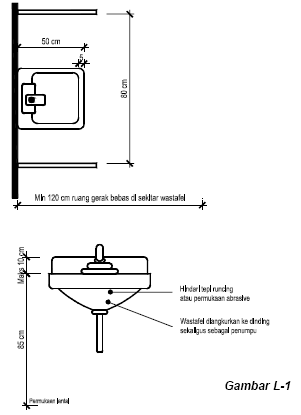 50 cm
5
80 cm
Min 120 cm ruang gerak bebas di sekitar wastafel
Maks 10 cm
Hindari tepi runcing
atau permukaan abrasive
Wastafel diangkurkan ke dinding
sekaligus sebagai penumpu
85 cm
Permukaan lantai
Gambar L-1